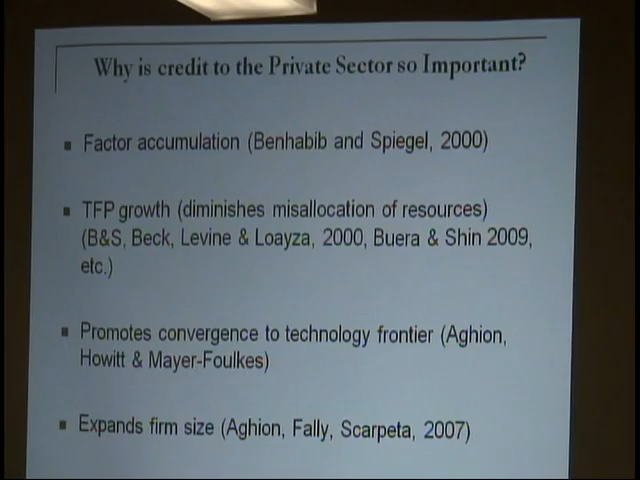 Why is credit to the Private Sector so Important?
Factor accumulation (Benhabib and Spiegel, 2000)
TFP growth (diminishes misallocation of resources)
(B&S, Beck, Levine & Loayza, 2000, Buera & Shin 2009,
etc.)
Promotes convergence to technology frontier (Aghion,
Howitt & Mayer-Foulkes)
Expands firm size (Aghion, Fally, Scarpeta, 2007)